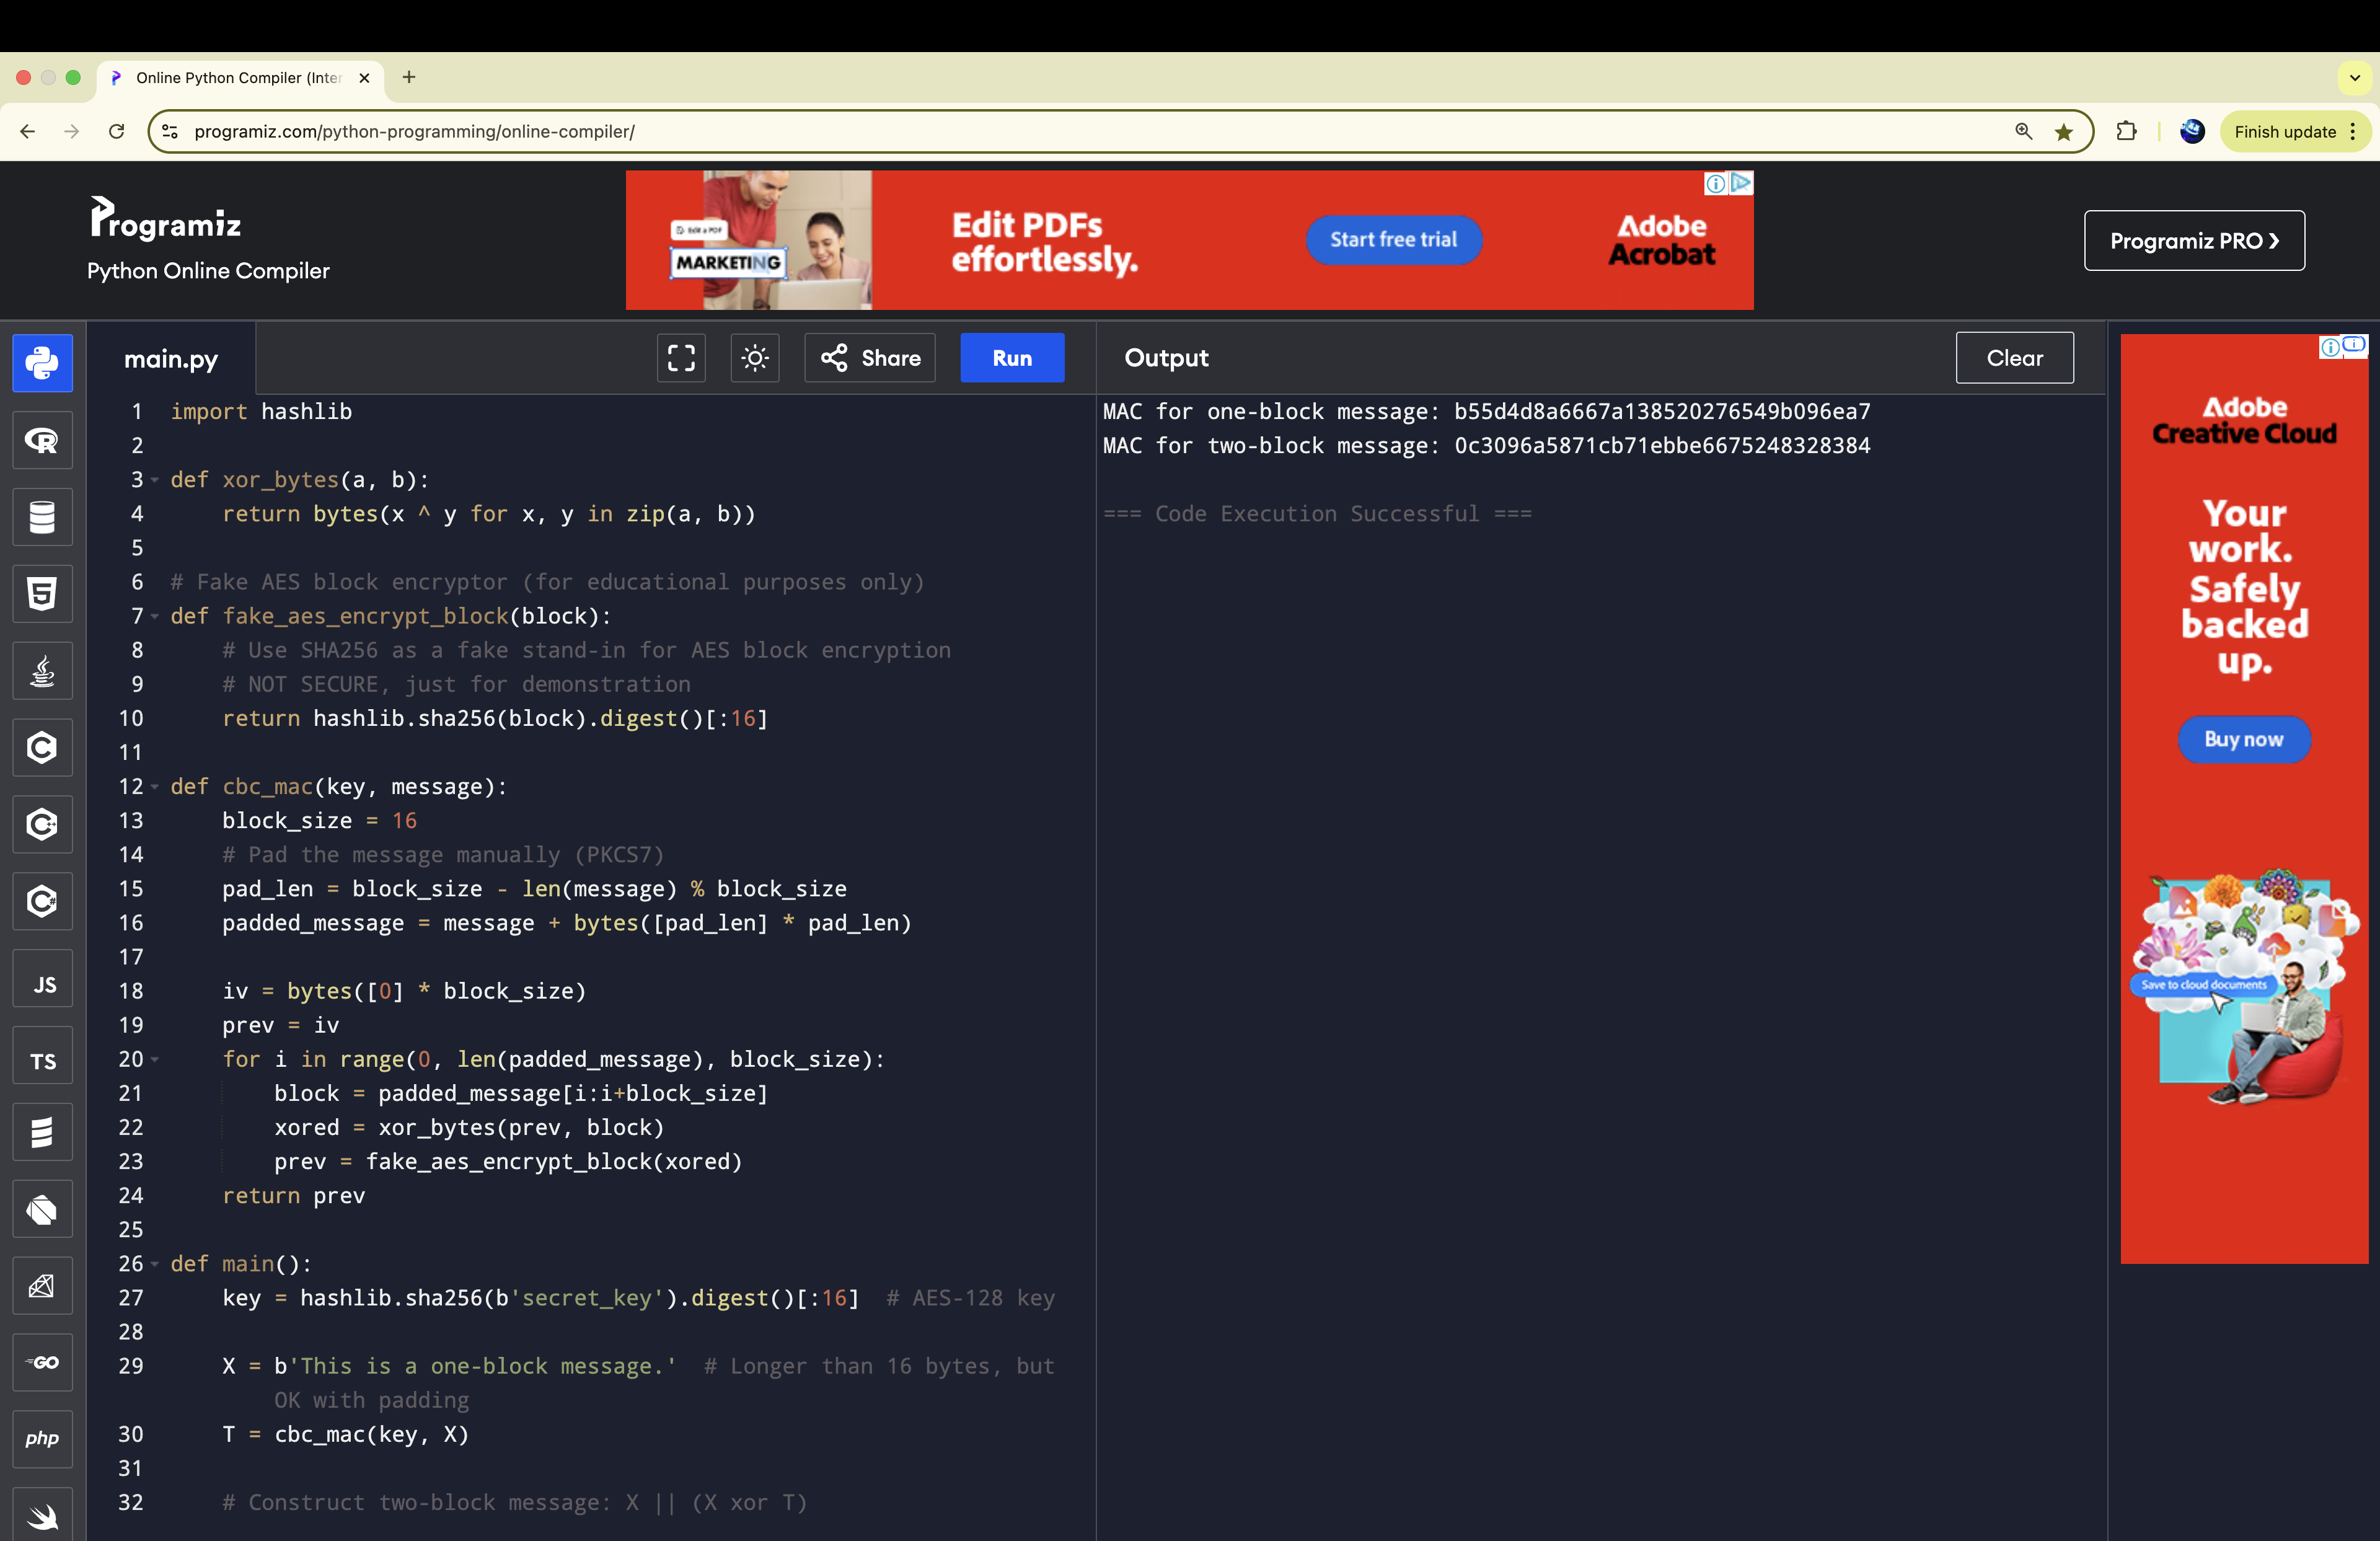 Online Python Compiler (Inter
programiz.com/python-programming/online-compiler/
Finish update
Programiz
Python Online Compiler
Edit a PDF
MARKETING
Edit PDFs
effortlessly.
Start free trial
Adobe
Acrobat
Programiz PRO ❯
main.py
Share
Run
Output
Clear
1 import hashlib
2
3 def xor_bytes(a, b):
4     return bytes(x ^ y for x, y in zip(a, b))
5
6 # Fake AES block encryptor (for educational purposes only)
7 def fake_aes_encrypt_block(block):
8     # Use SHA256 as a fake stand-in for AES block encryption
9     # NOT SECURE, just for demonstration
10     return hashlib.sha256(block).digest()[:16]
11
12 def cbc_mac(key, message):
13     block_size = 16
14     # Pad the message manually (PKCS7)
15     pad_len = block_size - len(message) % block_size
16     padded_message = message + bytes([pad_len] * pad_len)
17
18     iv = bytes([0] * block_size)
19     prev = iv
20     for i in range(0, len(padded_message), block_size):
21         block = padded_message[i:i+block_size]
22         xored = xor_bytes(prev, block)
23         prev = fake_aes_encrypt_block(xored)
24     return prev
25
26 def main():
27     key = hashlib.sha256(b'secret_key').digest()[:16]  # AES-128 key
28
29     X = b'This is a one-block message.'  # Longer than 16 bytes, but
OK with padding
30     T = cbc_mac(key, X)
31
32     # Construct two-block message: X || (X xor T)
MAC for one-block message: b55d4d8a6667a138520276549b096ea7
MAC for two-block message: 0c3096a5871cb71ebbe6675248328384
=== Code Execution Successful ===
JS
TS
GO
php
Adobe
Creative Cloud
Your
work.
Safely
backed
up.
Buy now
Save to cloud documents